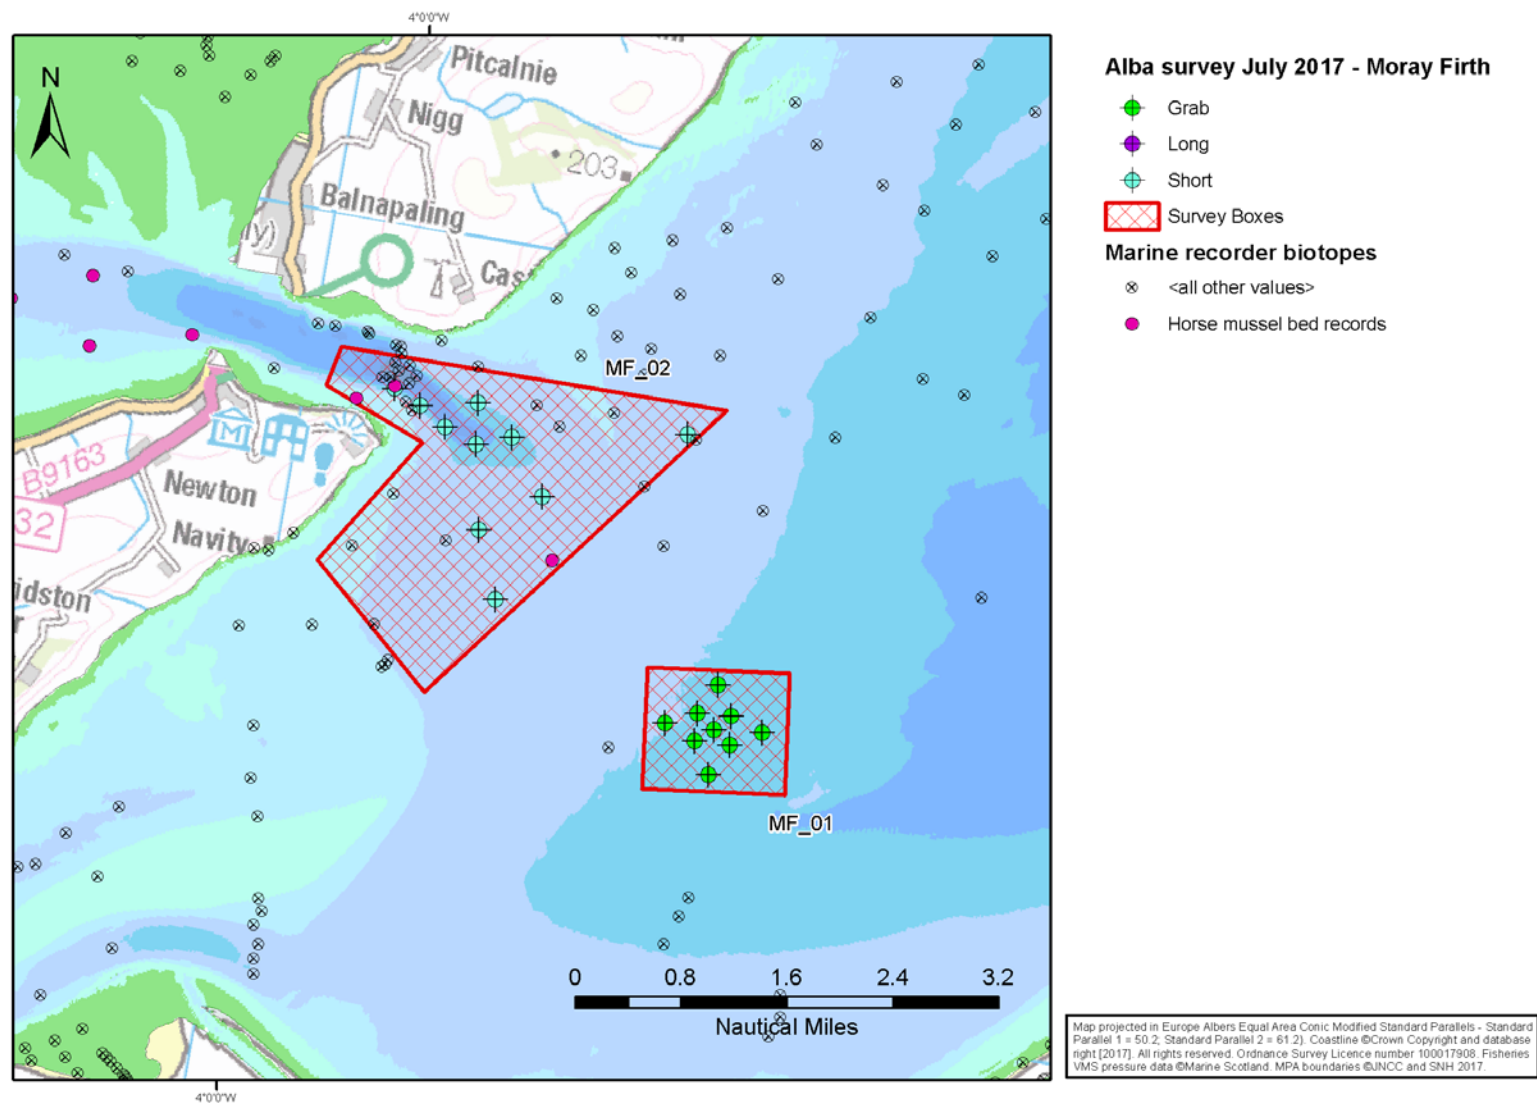 4°0'0"W
N
Pitcalnie
Nigg
203
Balnapaling
Cas
MF_02
B9163
32
Newton
Navity
idston
MF_01
0 0.8 1.6 2.4 3.2
Nautical Miles
4°0'0"W
Alba survey July 2017 - Moray Firth
Grab
Long
Short
Survey Boxes
Marine recorder biotopes
<all other values>
Horse mussel bed records
Map projected in Europe Albers Equal Area Conic Modified Standard Parallels - Standard
Parallel 1 = 50.2; Standard Parallel 2 = 61.2). Coastline ©Crown Copyright and database
right [2017]. All rights reserved. Ordnance Survey Licence number 100017908. Fisheries
VMS pressure data ©Marine Scotland. MPA boundaries ©JNCC and SNH 2017.